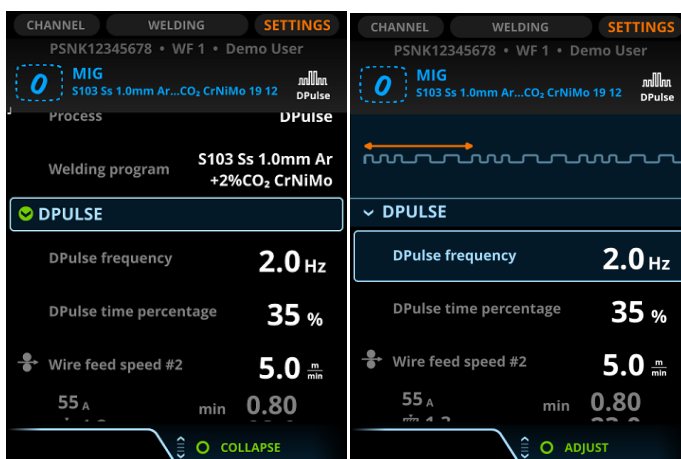 CHANNEL WELDING SETTINGS
PSNK12345678 • WF 1 • Demo User
MIG
S103 Ss 1.0mm Ar...CO₂ CrNiMo 19 12
DPulse
Process DPulse
Welding program S103 Ss 1.0mm Ar
+2%CO₂ CrNiMo
DPULSE
DPulse frequency 2.0 Hz
DPulse time percentage 35 %
Wire feed speed #2 5.0 m/min
55 A min 0.80
COLLAPSE
CHANNEL WELDING SETTINGS
PSNK12345678 • WF 1 • Demo User
MIG
S103 Ss 1.0mm Ar...CO₂ CrNiMo 19 12
DPulse
DPULSE
DPulse frequency 2.0 Hz
DPulse time percentage 35 %
Wire feed speed #2 5.0 m/min
55 A min 0.80
ADJUST